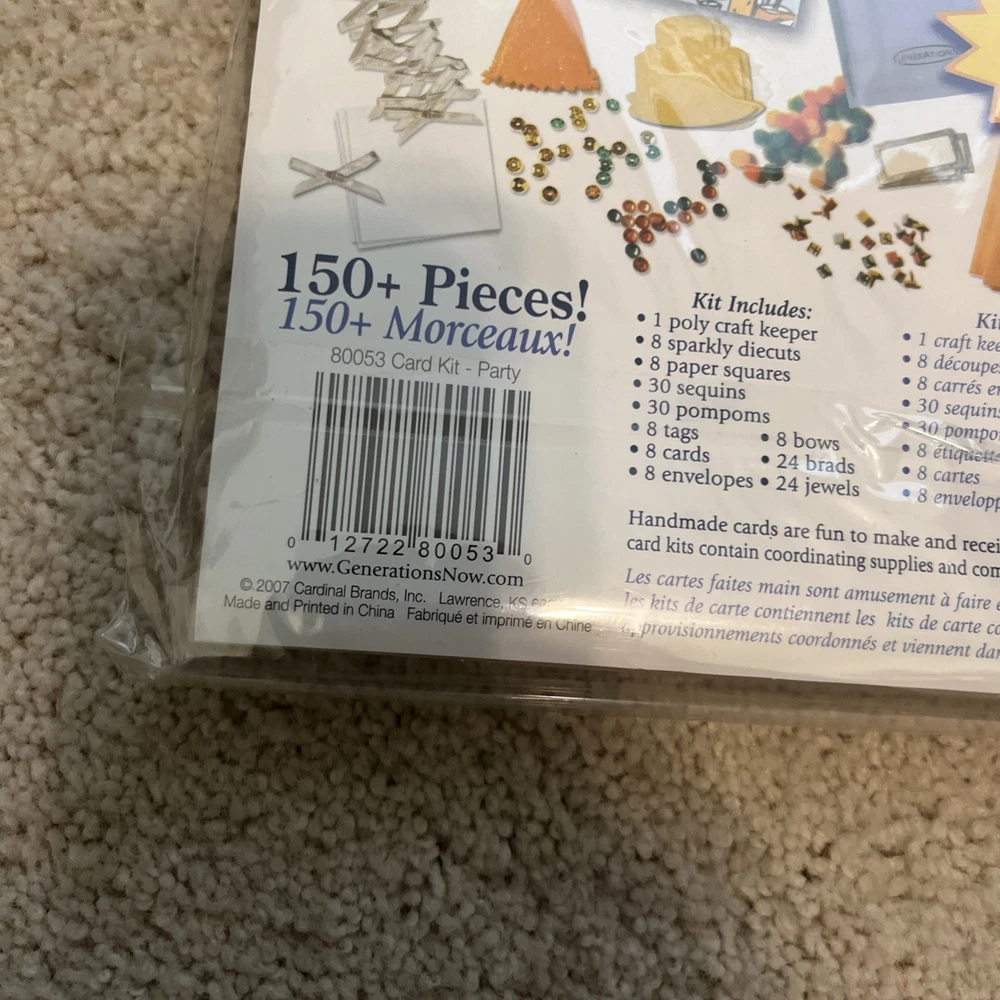 GENERATIONS
150+ Pieces!
150+ Morceaux!
80053 Card Kit - Party
0 12722 80053 0
www.GenerationsNow.com
© 2007 Cardinal Brands, Inc. Lawrence, KS
Made and Printed in China Fabriqué et imprimé en Chine
Kit Includes:
• 1 poly craft keeper
• 8 sparkly diecuts
• 8 paper squares
• 30 sequins
• 30 pompoms
• 8 tags
• 8 cards
• 8 envelopes
• 8 bows
• 24 brads
• 24 jewels
Handmade cards are fun to make and
card kits contain coordinating supplies and
Les cartes faites main sont amusement à faire
les kits de carte contiennent les kits de carte
approvisionnements coordonnés et viennent
• 1 craft
• 8
• 8 carrés
• 30
• 30
• 8 étiquettes
• 8 cartes
• 8